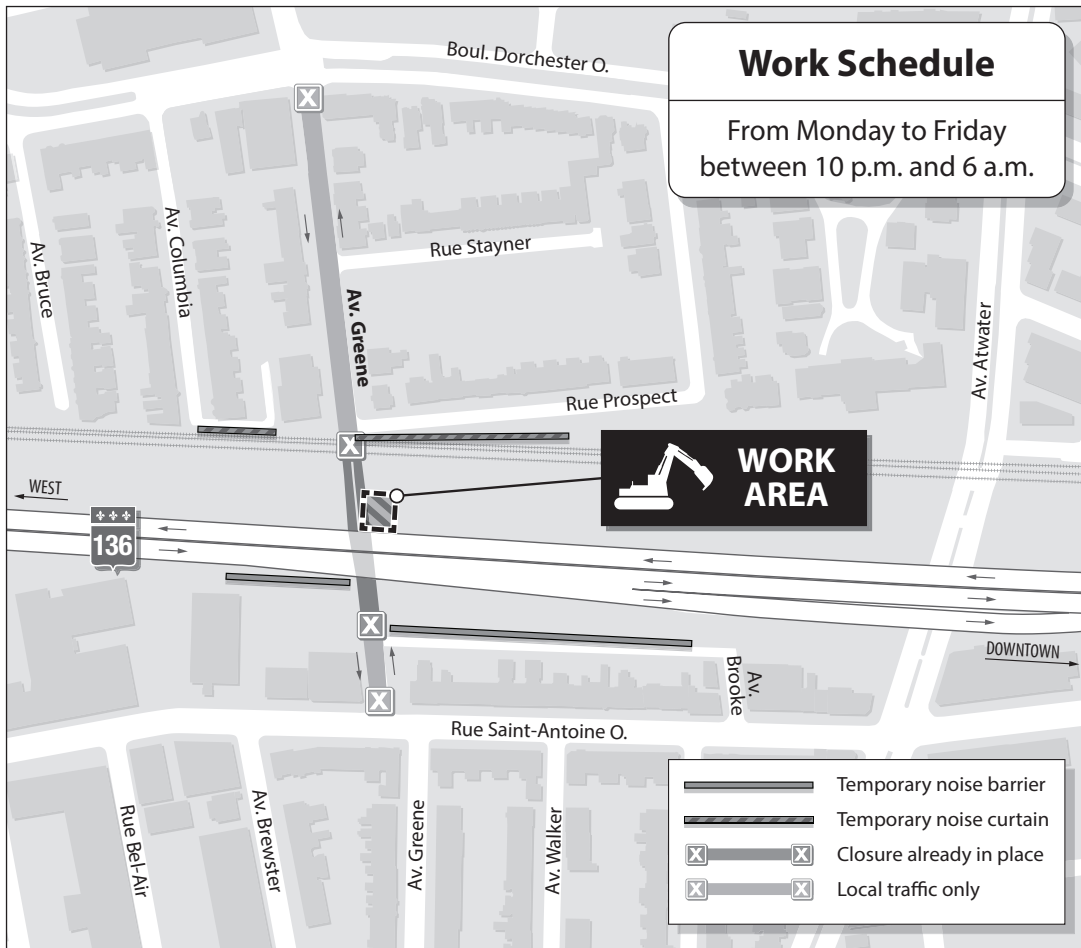 Boul. Dorchester O.
Work Schedule
From Monday to Friday
between 10 p.m. and 6 a.m.
Av. Bruce
Av. Columbia
Rue Stayner
Av. Greene
Av. Atwater
Rue Prospect
WORK
AREA
WEST
136
DOWNTOWN
Av.
Brooke
Rue Saint-Antoine O.
Rue Bel-Air
Av. Brewster
Av. Greene
Av. Walker
X
X
X
X
Temporary noise barrier
Temporary noise curtain
X X Closure already in place
X X Local traffic only